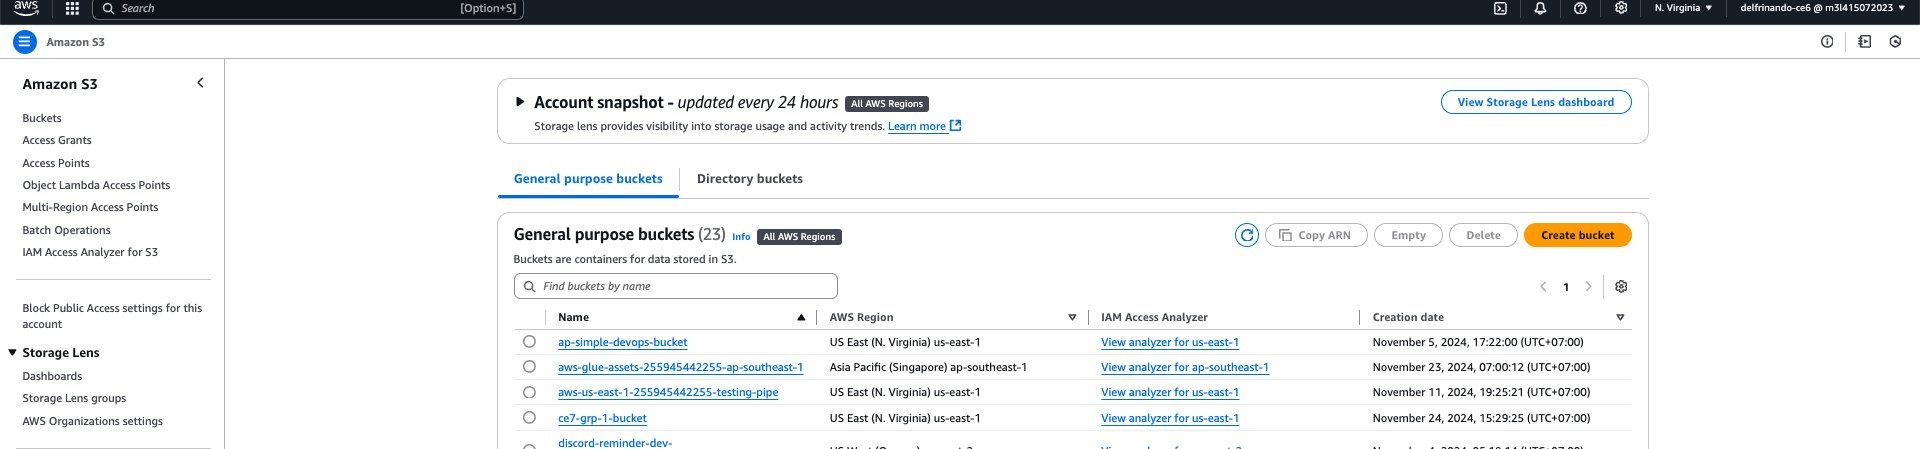 aws
Search [Option+S]
N. Virginia delfrinando-ce6 @ m3l415072023
Amazon S3
Amazon S3
Buckets
Access Grants
Access Points
Object Lambda Access Points
Multi-Region Access Points
Batch Operations
IAM Access Analyzer for S3
Block Public Access settings for this
account
Storage Lens
Dashboards
Storage Lens groups
AWS Organizations settings
Account snapshot - updated every 24 hours All AWS Regions
View Storage Lens dashboard
Storage lens provides visibility into storage usage and activity trends. Learn more
General purpose buckets Directory buckets
General purpose buckets (23) Info All AWS Regions
Copy ARN Empty Delete Create bucket
Buckets are containers for data stored in S3.
Find buckets by name
1
Name AWS Region IAM Access Analyzer Creation date
ap-simple-devops-bucket US East (N. Virginia) us-east-1 View analyzer for us-east-1 November 5, 2024, 17:22:00 (UTC+07:00)
aws-glue-assets-255945442255-ap-southeast-1 Asia Pacific (Singapore) ap-southeast-1 View analyzer for ap-southeast-1 November 23, 2024, 07:00:12 (UTC+07:00)
aws-us-east-1-255945442255-testing-pipe US East (N. Virginia) us-east-1 View analyzer for us-east-1 November 11, 2024, 19:25:21 (UTC+07:00)
ce7-grp-1-bucket US East (N. Virginia) us-east-1 View analyzer for us-east-1 November 24, 2024, 15:29:25 (UTC+07:00)
discord-reminder-dev-